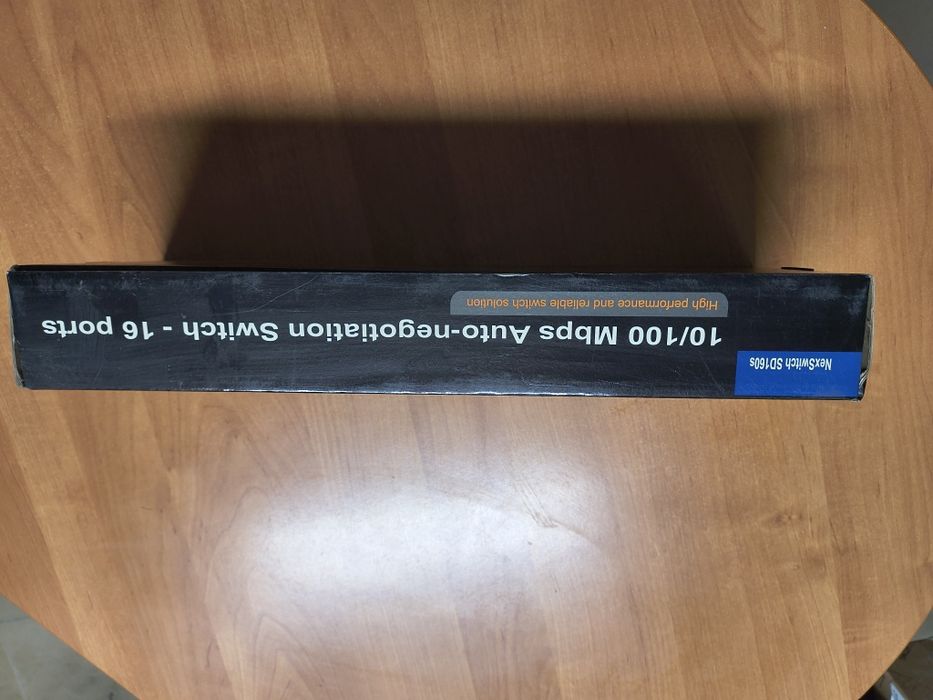 NexSwitch SD160s
10/100 Mbps Auto-negotiation Switch - 16 ports
High performance and reliable switch solution